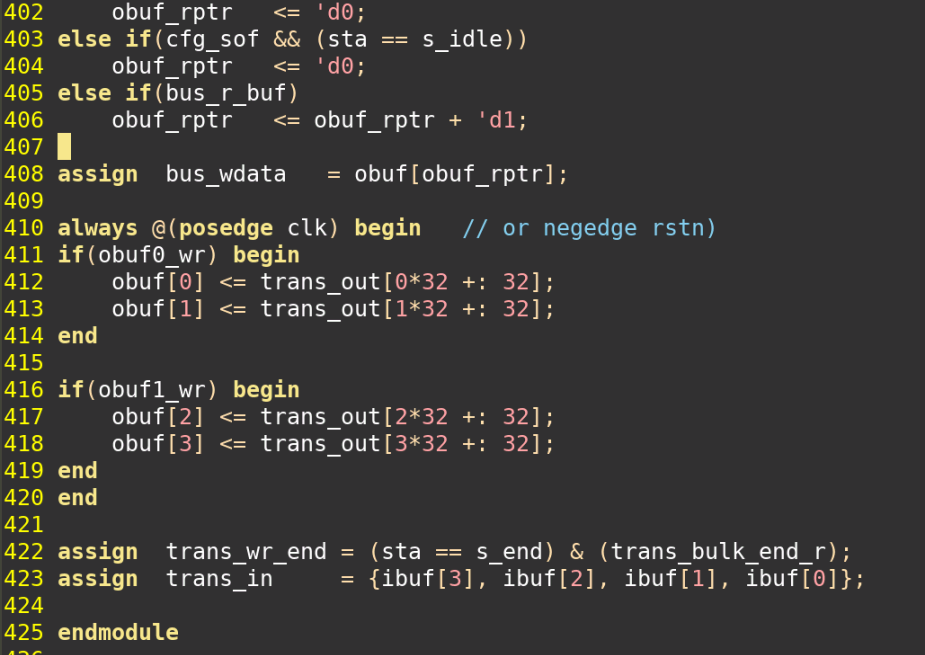 402     obuf_rptr   <= 'd0;
403 else if(cfg_sof && (sta == s_idle))
404     obuf_rptr   <= 'd0;
405 else if(bus_r_buf)
406     obuf_rptr   <= obuf_rptr + 'd1;
407
408 assign  bus_wdata   = obuf[obuf_rptr];
409
410 always @(posedge clk) begin   // or negedge rstn)
411 if(obuf0_wr) begin
412     obuf[0] <= trans_out[0*32 +: 32];
413     obuf[1] <= trans_out[1*32 +: 32];
414 end
415
416 if(obuf1_wr) begin
417     obuf[2] <= trans_out[2*32 +: 32];
418     obuf[3] <= trans_out[3*32 +: 32];
419 end
420 end
421
422 assign  trans_wr_end = (sta == s_end) & (trans_bulk_end_r);
423 assign  trans_in     = {ibuf[3], ibuf[2], ibuf[1], ibuf[0]};
424
425 endmodule